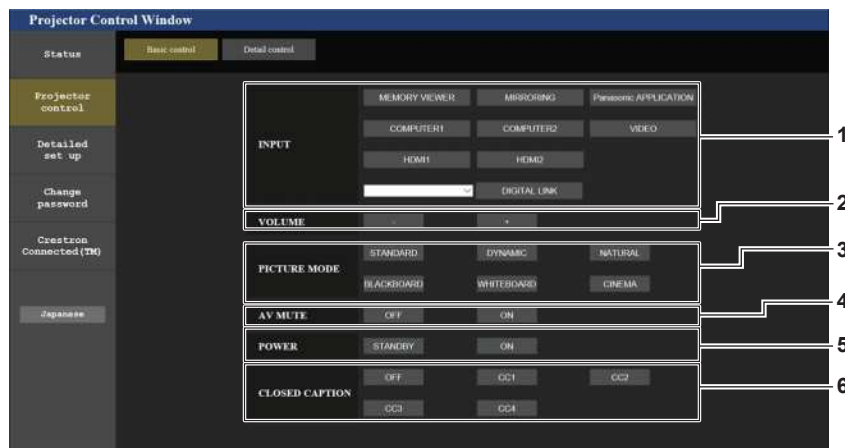 Projector Control Window
Status
Basic control
Detail control
Projector
control
Detailed
set up
Change
password
Crestron
Connected(TM)
Japanese
INPUT
MEMORY VIEWER
MIRRORING
Panasonic APPLICATION
COMPUTER1
COMPUTER2
VIDEO
HDMI1
HDMI2
DIGITAL LINK
1
VOLUME
-
+
2
PICTURE MODE
STANDARD
DYNAMIC
NATURAL
BLACKBOARD
WHITEBOARD
CINEMA
3
AV MUTE
OFF
ON
4
POWER
STANDBY
ON
5
CLOSED CAPTION
OFF
CC1
CC2
CC3
CC4
6